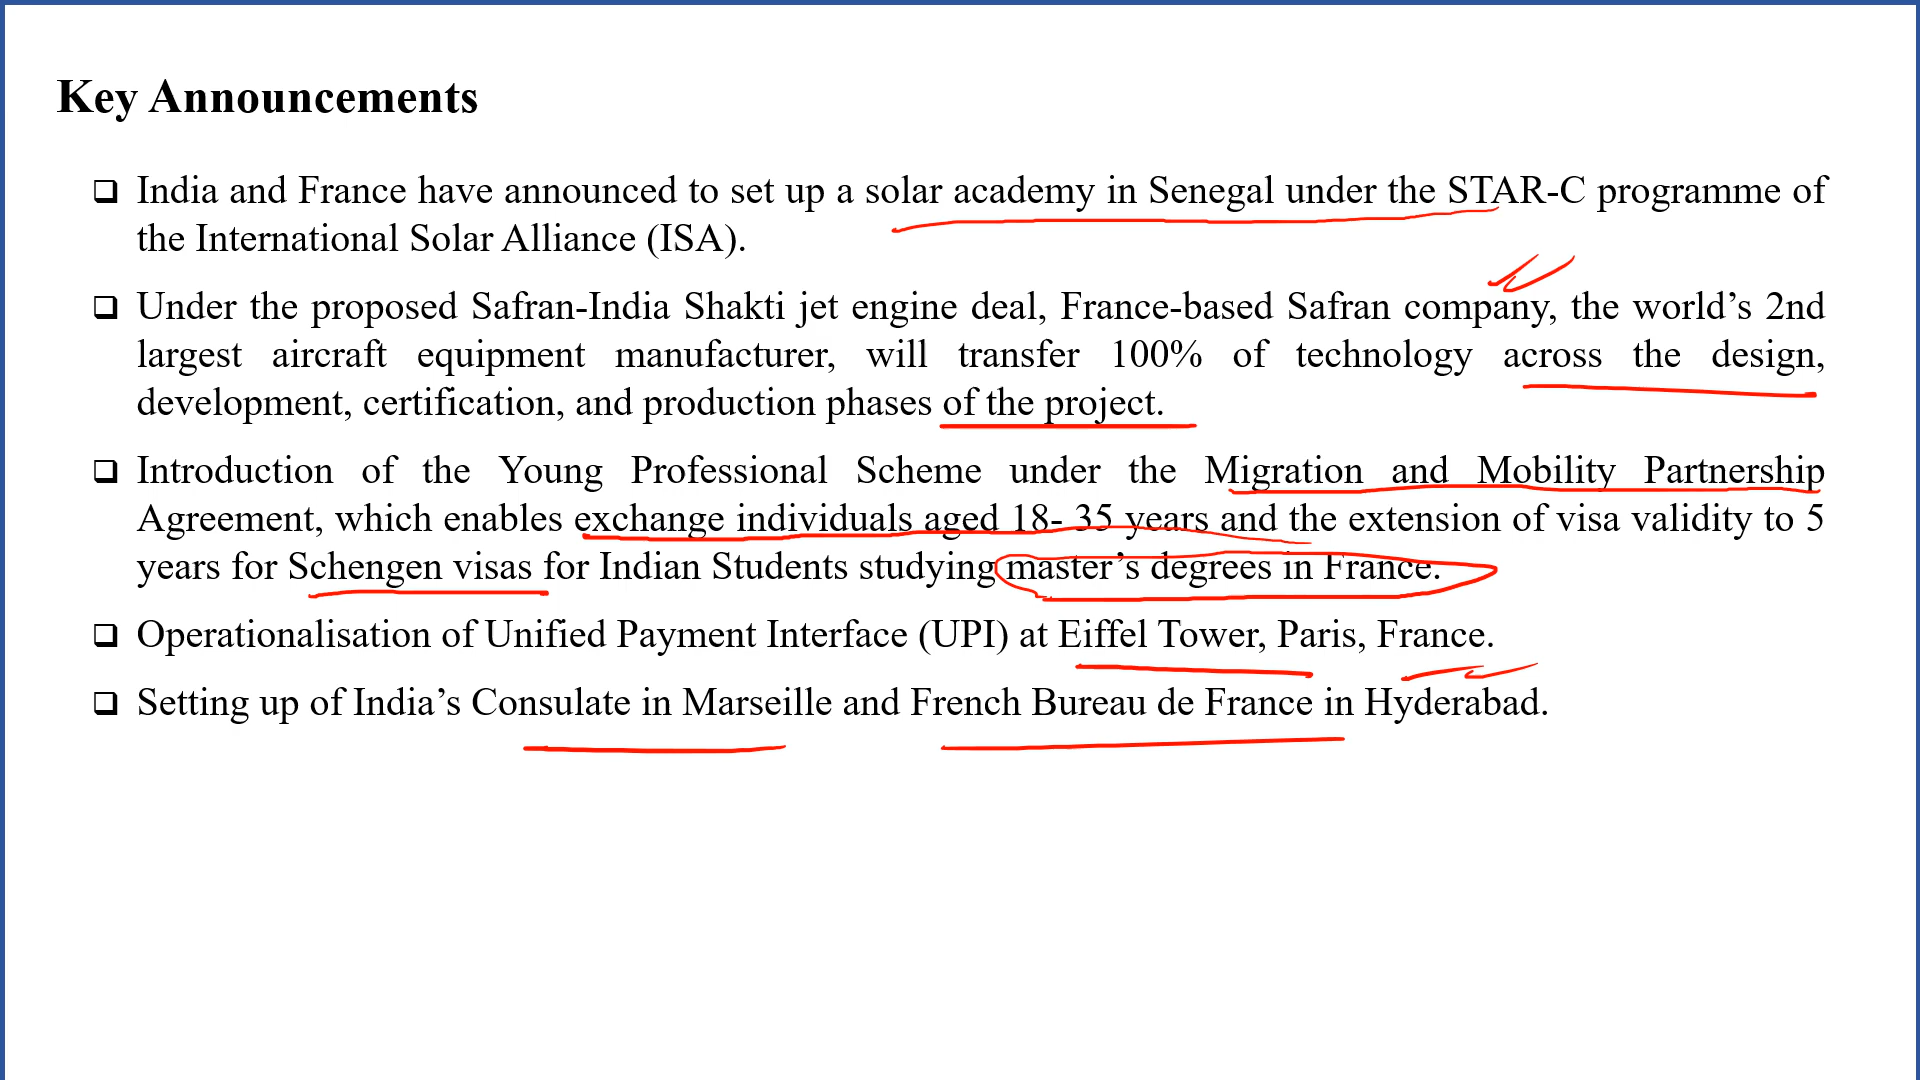 Key Announcements
India and France have announced to set up a solar academy in Senegal under the STAR-C programme of
the International Solar Alliance (ISA).
Under the proposed Safran-India Shakti jet engine deal, France-based Safran company, the world’s 2nd
largest aircraft equipment manufacturer, will transfer 100% of technology across the design,
development, certification, and production phases of the project.
Introduction of the Young Professional Scheme under the Migration and Mobility Partnership
Agreement, which enables exchange individuals aged 18- 35 years and the extension of visa validity to 5
years for Schengen visas for Indian Students studying master’s degrees in France.
Operationalisation of Unified Payment Interface (UPI) at Eiffel Tower, Paris, France.
Setting up of India’s Consulate in Marseille and French Bureau de France in Hyderabad.